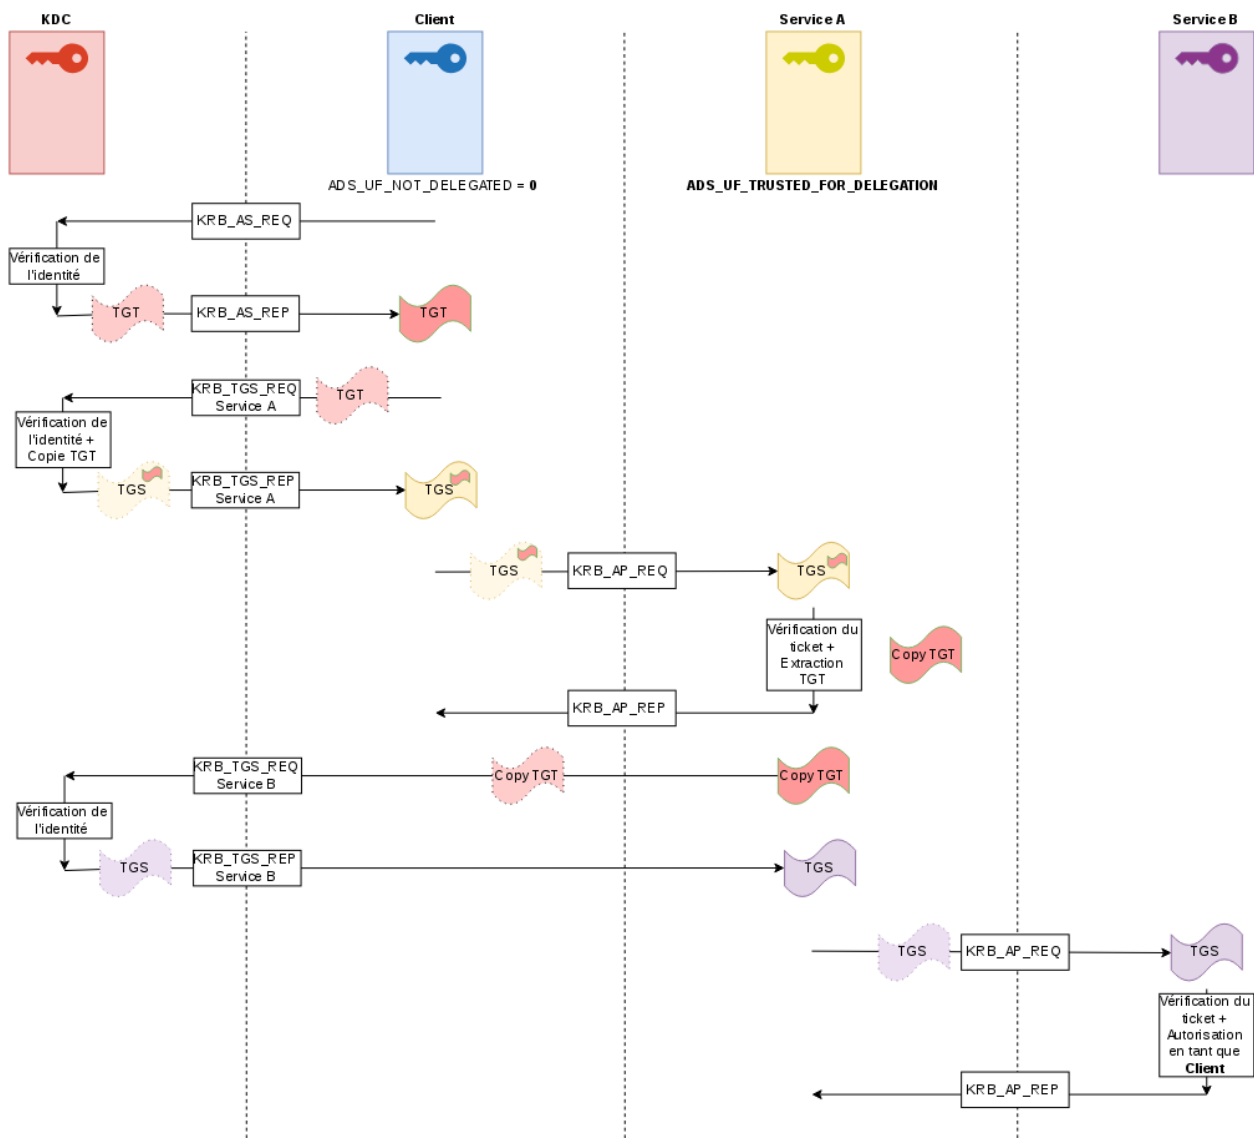 KDC
Client
Service A
Service B
ADS_UF_NOT_DELEGATED = 0
ADS_UF_TRUSTED_FOR_DELEGATION
KRB_AS_REQ
Vérification de
l'identité
TGT
KRB_AS_REP
TGT
KRB_TGS_REQ
Service A
TGT
Vérification de
l'identité +
Copie TGT
TGS
KRB_TGS_REP
Service A
TGS
TGS
KRB_AP_REQ
TGS
Vérification du
ticket +
Extraction
TGT
Copy TGT
KRB_AP_REP
KRB_TGS_REQ
Service B
Copy TGT
Copy TGT
Vérification de
l'identité
TGS
KRB_TGS_REP
Service B
TGS
TGS
KRB_AP_REQ
TGS
Vérification du
ticket +
Autorisation
en tant que
Client
KRB_AP_REP